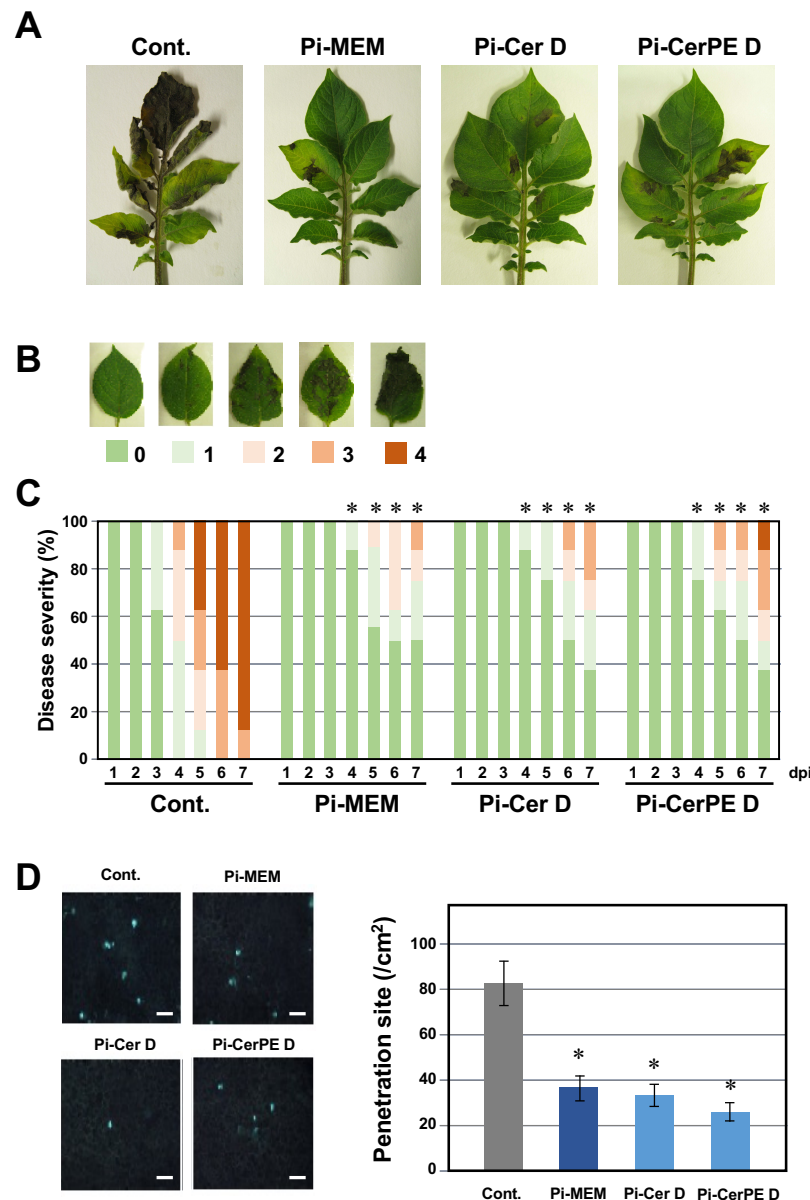 A
Cont. Pi-MEM Pi-Cer D Pi-CerPE D
B
0 1 2 3 4
C
* * * * * * * * * * * *
Disease severity (%)
100
80
60
40
20
0
1 2 3 4 5 6 7 1 2 3 4 5 6 7 1 2 3 4 5 6 7 1 2 3 4 5 6 7 dpi
Cont. Pi-MEM Pi-Cer D Pi-CerPE D
D
Cont. Pi-MEM
Pi-Cer D Pi-CerPE D
Penetration site (/cm²)
100
80
60
40
20
0
* * *
Cont. Pi-MEM Pi-Cer D Pi-CerPE D